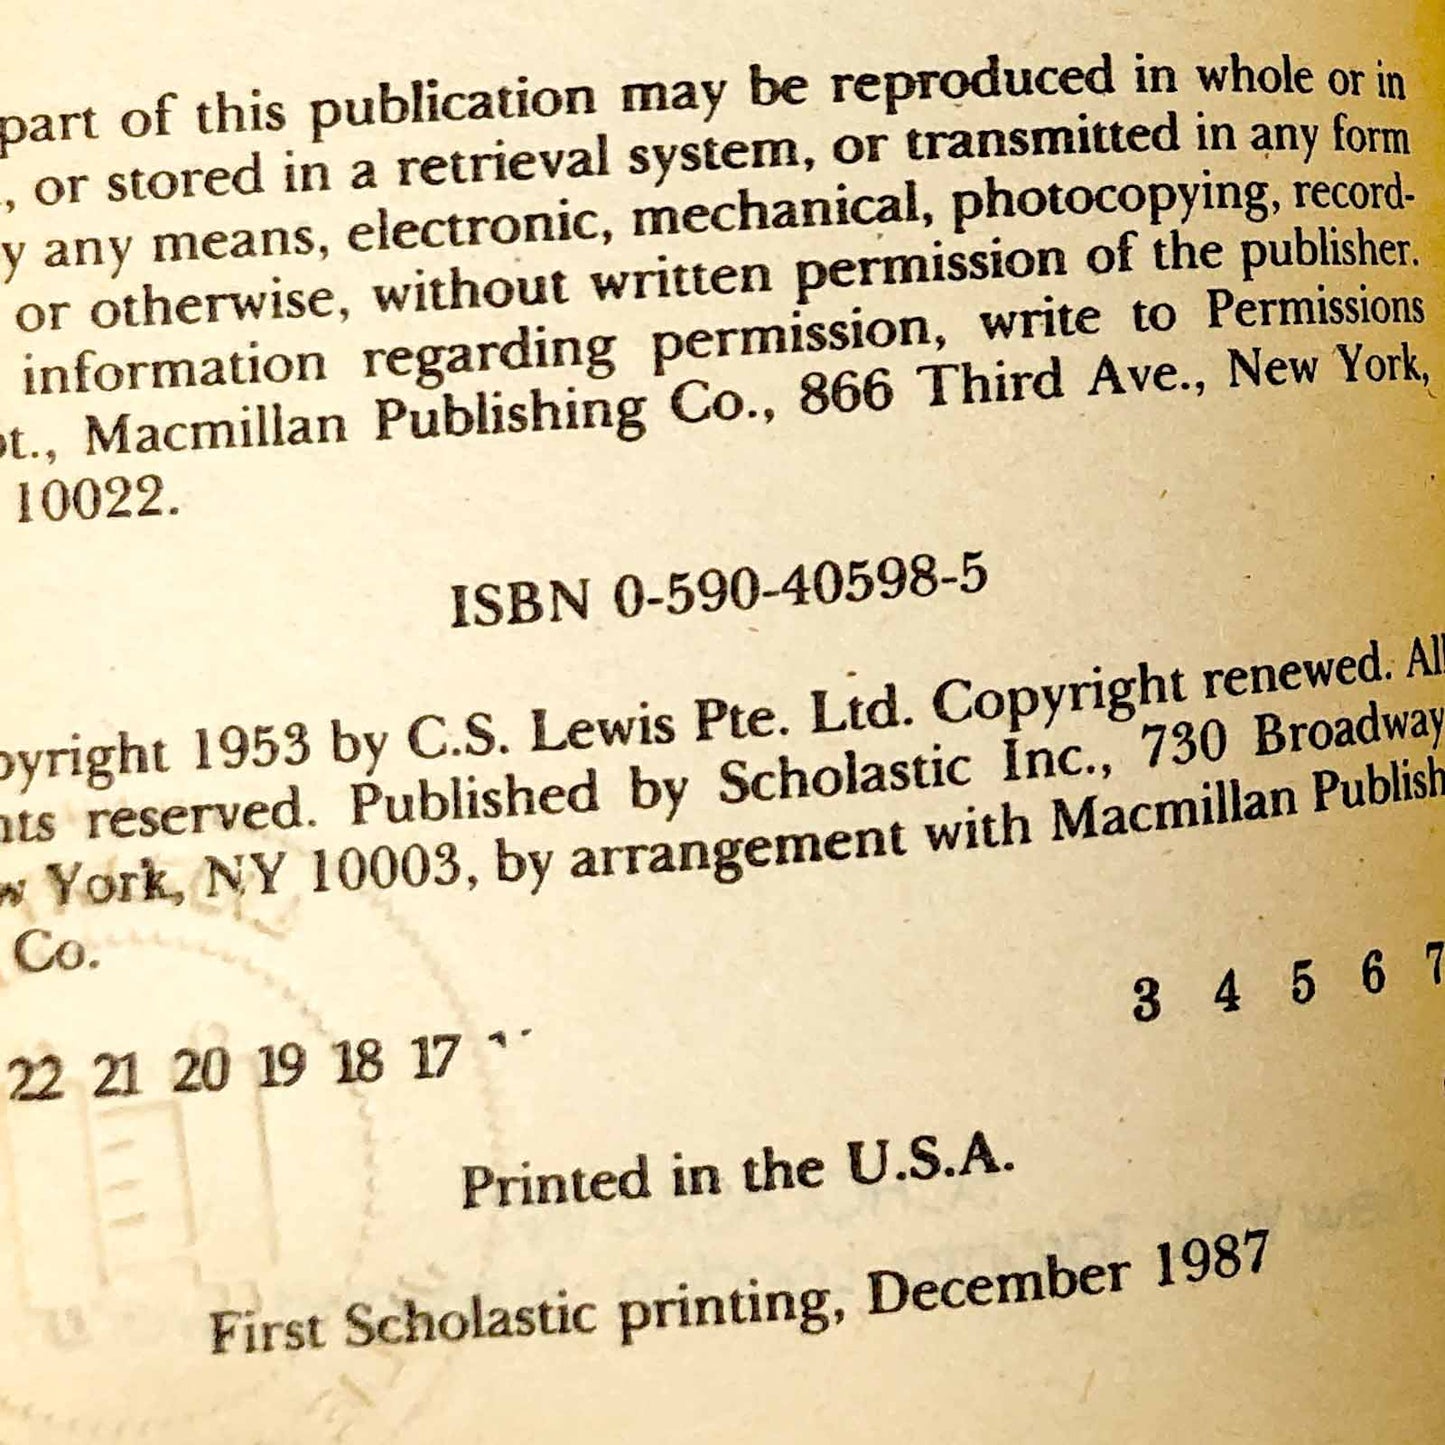 part of this publication may be reproduced in whole or in
, or stored in a retrieval system, or transmitted in any form
y any means, electronic, mechanical, photocopying, record-
or otherwise, without written permission of the publisher.
information regarding permission, write to Permissions
pt., Macmillan Publishing Co., 866 Third Ave., New York,
10022.
ISBN 0-590-40598-5
pyright 1953 by C.S. Lewis Pte. Ltd. Copyright renewed. All
hts reserved. Published by Scholastic Inc., 730 Broadway
w York, NY 10003, by arrangement with Macmillan Publish
Co.
22 21 20 19 18 17 3 4 5 6 7
Printed in the U.S.A.
First Scholastic printing, December 1987